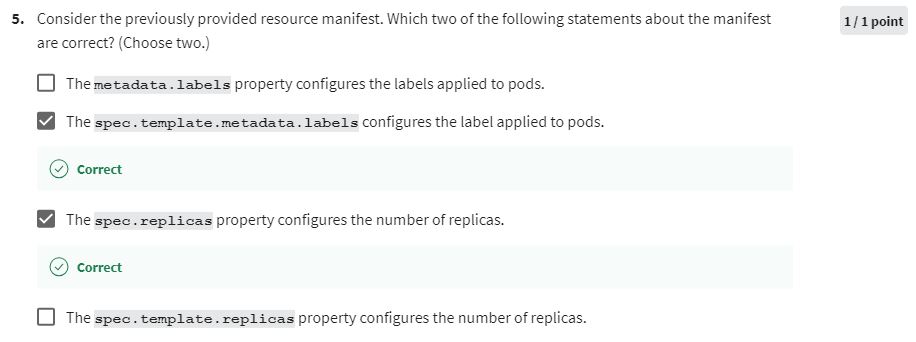 5. Consider the previously provided resource manifest. Which two of the following statements about the manifest
1 / 1 point
are correct? (Choose two.)
The metadata.labels property configures the labels applied to pods.
The spec.template.metadata.labels configures the label applied to pods.
Correct
The spec.replicas property configures the number of replicas.
Correct
The spec.template.replicas property configures the number of replicas.